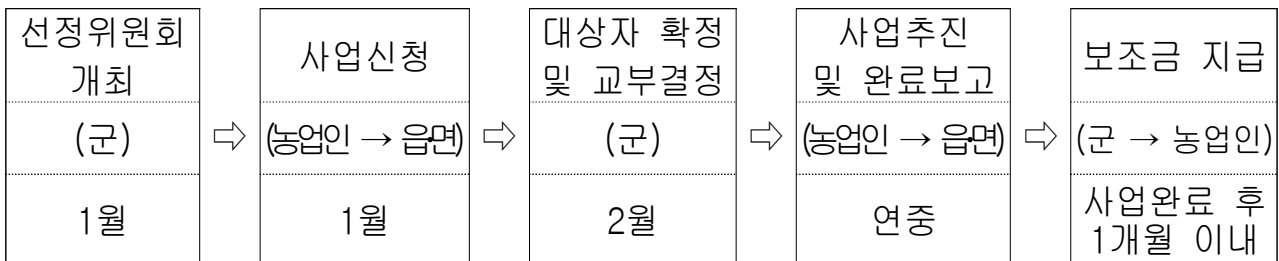 선정위원회
개최
(군)
1월
⇨
사업신청
(농업인 → 읍·면)
1월
⇨
대상자 확정
및 교부결정
(군)
2월
⇨
사업추진
및 완료보고
(농업인 → 읍·면)
연중
⇨
보조금 지급
(군 → 농업인)
사업완료 후
1개월 이내